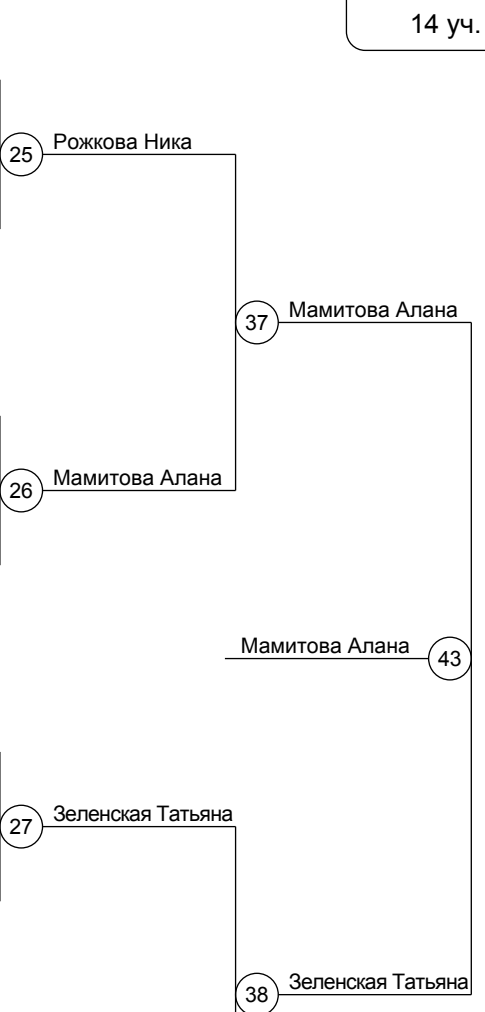 14 уч.
25 Рожкова Ника
37 Мамитова Алана
26 Мамитова Алана
Мамитова Алана 43
27 Зеленская Татьяна
38 Зеленская Татьяна